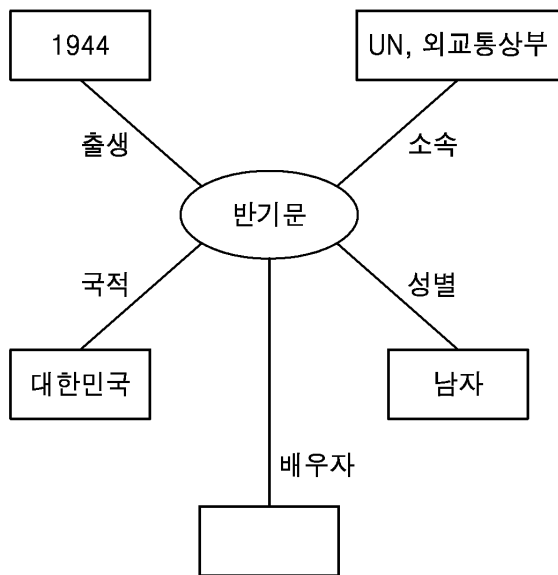 1944
UN, 외교통상부
출생
소속
반기문
국적
성별
대한민국
남자
배우자